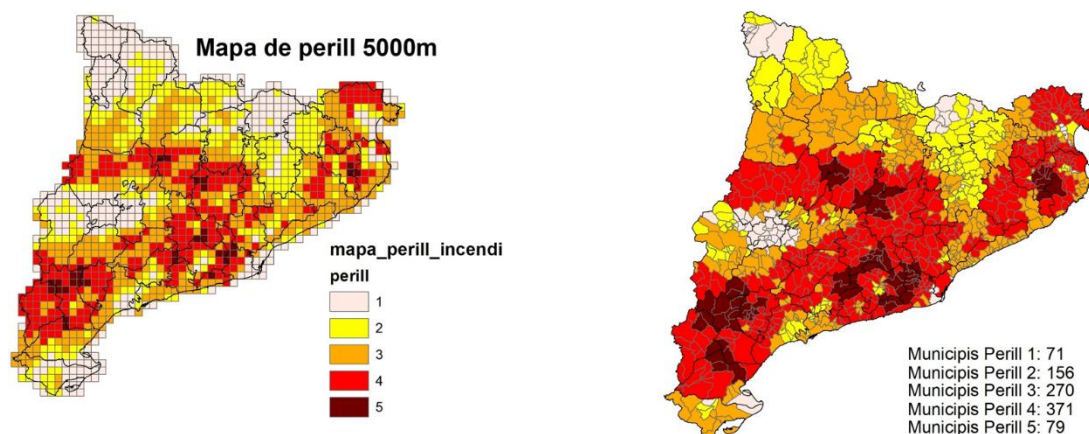 Mapa de perill 5000m
mapa_perill_incendi
perill
1
2
3
4
5
Municipis Perill 1: 71
Municipis Perill 2: 156
Municipis Perill 3: 270
Municipis Perill 4: 371
Municipis Perill 5: 79